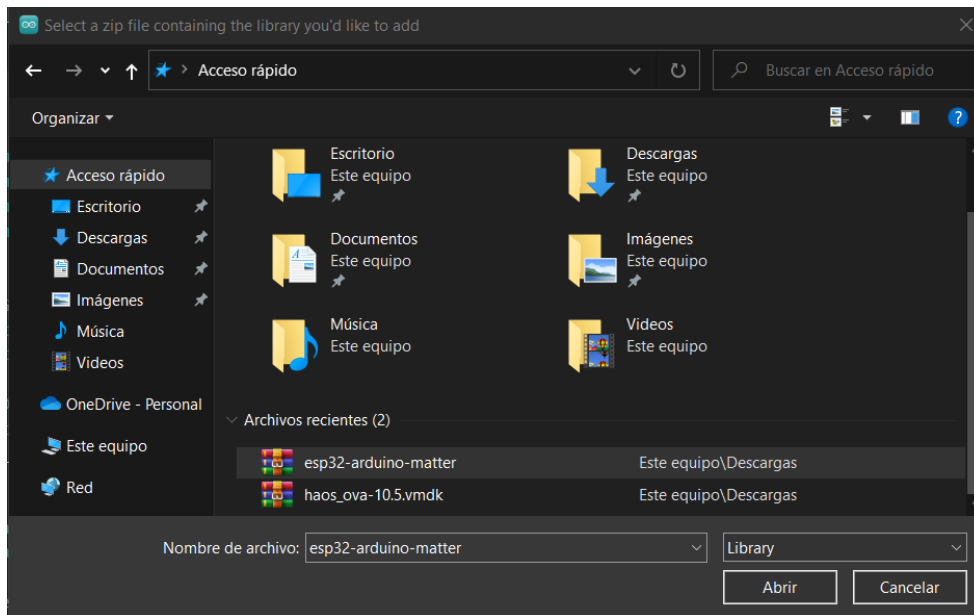 Select a zip file containing the library you'd like to add
Acceso rápido
Buscar en Acceso rápido
Organizar
Acceso rápido
Escritorio
Descargas
Documentos
Imágenes
Música
Videos
OneDrive - Personal
Este equipo
Red
Escritorio
Este equipo
Descargas
Este equipo
Documentos
Este equipo
Imágenes
Este equipo
Música
Este equipo
Videos
Este equipo
Archivos recientes (2)
esp32-arduino-matter Este equipo\Descargas
haos_ova-10.5.vmdk Este equipo\Descargas
Nombre de archivo: esp32-arduino-matter Library
Abrir Cancelar